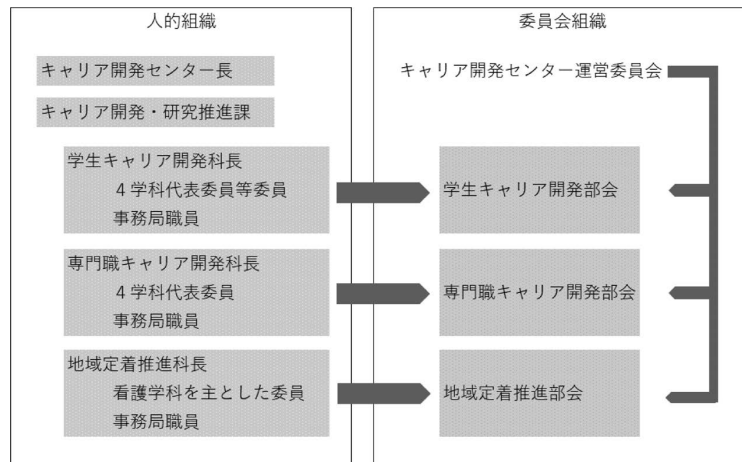 人的組織
キャリア開発センター長
キャリア開発・研究推進課
学生キャリア開発科長
４学科代表委員等委員
事務局職員
専門職キャリア開発科長
４学科代表委員
事務局職員
地域定着推進科長
看護学科を主とした委員
事務局職員
委員会組織
キャリア開発センター運営委員会
学生キャリア開発部会
専門職キャリア開発部会
地域定着推進部会